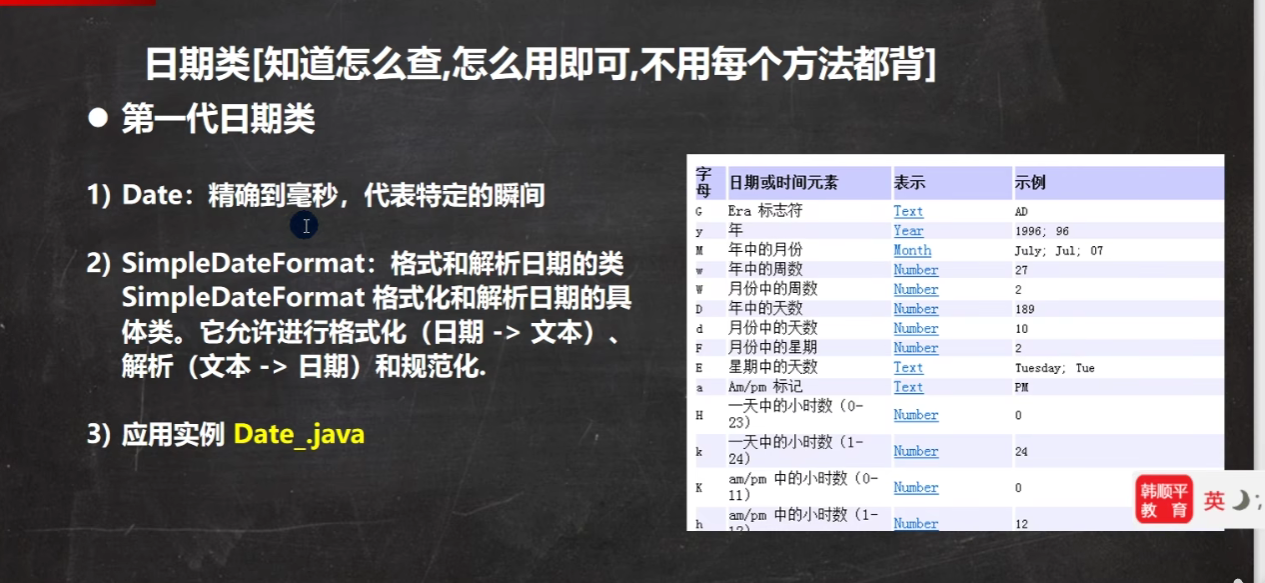 日期类[知道怎么查,怎么用即可,不用每个方法都背]
● 第一代日期类
1) Date：精确到毫秒，代表特定的瞬间
2) SimpleDateFormat：格式和解析日期的类
SimpleDateFormat 格式化和解析日期的具
体类。它允许进行格式化（日期 -> 文本）、
解析（文本 -> 日期）和规范化.
3) 应用实例 Date_.java
字母 日期或时间元素 表示 示例
G Era 标志符 Text AD
y 年 Year 1996; 96
M 年中的月份 Month July; Jul; 07
w 年中的周数 Number 27
W 月份中的周数 Number 2
D 年中的天数 Number 189
d 月份中的天数 Number 10
F 月份中的星期 Number 2
E 星期中的天数 Text Tuesday; Tue
a Am/pm 标记 Text PM
H 一天中的小时数（0-23） Number 0
k 一天中的小时数（1-24） Number 24
K am/pm 中的小时数（0-11） Number 0
h am/pm 中的小时数（1-12） Number 12
韩顺平
教 育
英